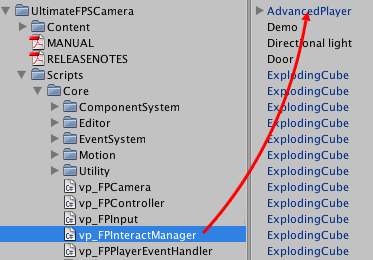 UltimateFPSCamera
Content
MANUAL
RELEASENOTES
Scripts
Core
ComponentSystem
Editor
EventSystem
Motion
Utility
vp_FPCamera
vp_FPController
vp_FPInput
vp_FPInteractManager
vp_FPPlayerEventHandler
AdvancedPlayer
Demo
Directional light
Door
ExplodingCube
ExplodingCube
ExplodingCube
ExplodingCube
ExplodingCube
ExplodingCube
ExplodingCube
ExplodingCube
ExplodingCube
ExplodingCube
ExplodingCube
ExplodingCube